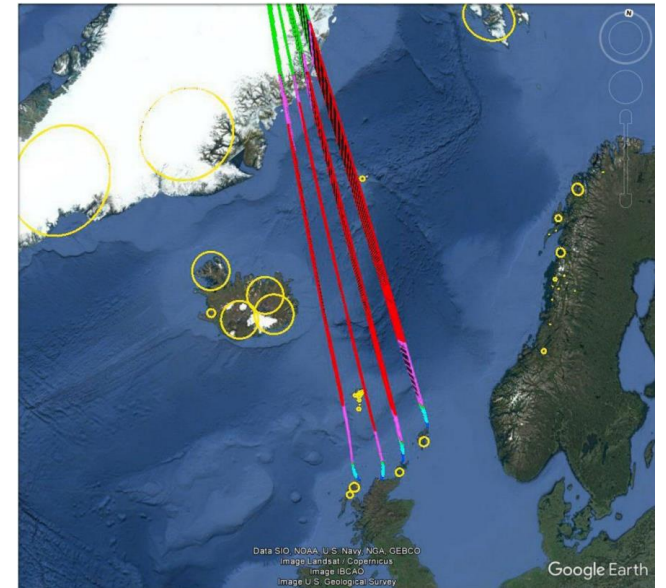 N
Data SIO, NOAA, U.S. Navy, NGA, GEBCO
Image Landsat / Copernicus
Image IBCAO
Image U.S. Geological Survey
Google Earth